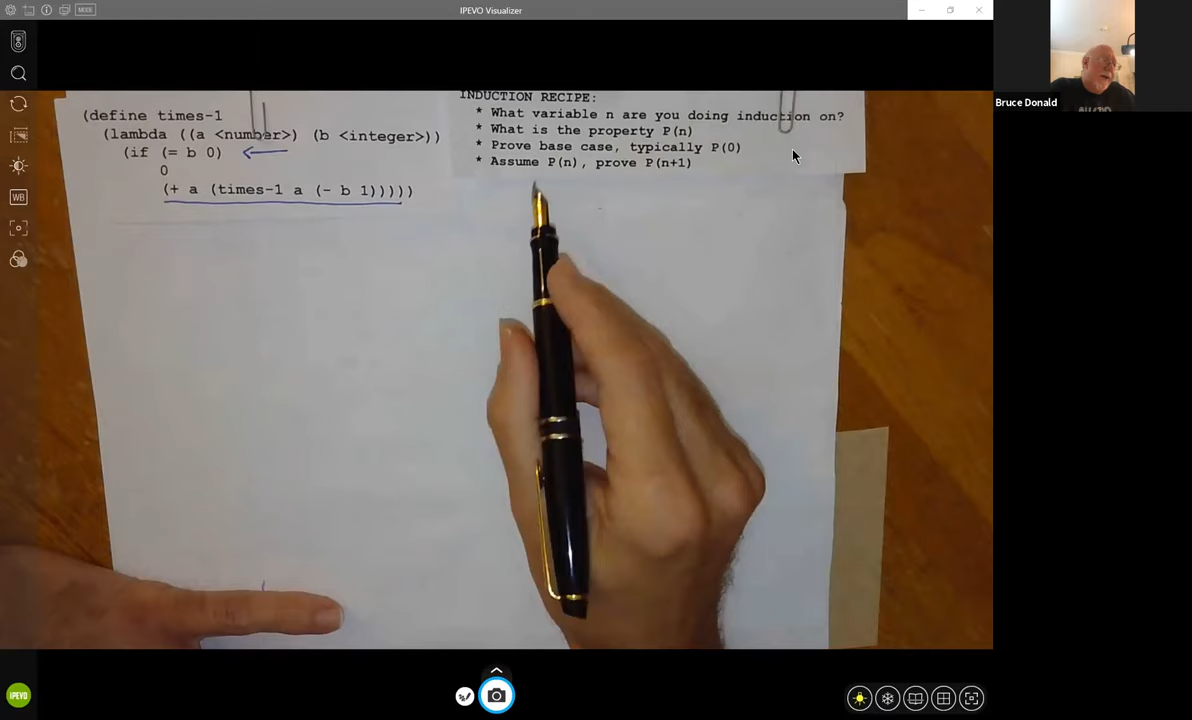 IPEVO Visualizer
MODE
WB
(define times-1
(lambda ((a <number>) (b <integer>))
(if (= b 0)
0
(+ a (times-1 a (- b 1)))))
INDUCTION RECIPE:
* What variable n are you doing induction on?
* What is the property P(n)
* Prove base case, typically P(0)
* Assume P(n), prove P(n+1)
Bruce Donald
IPEVO